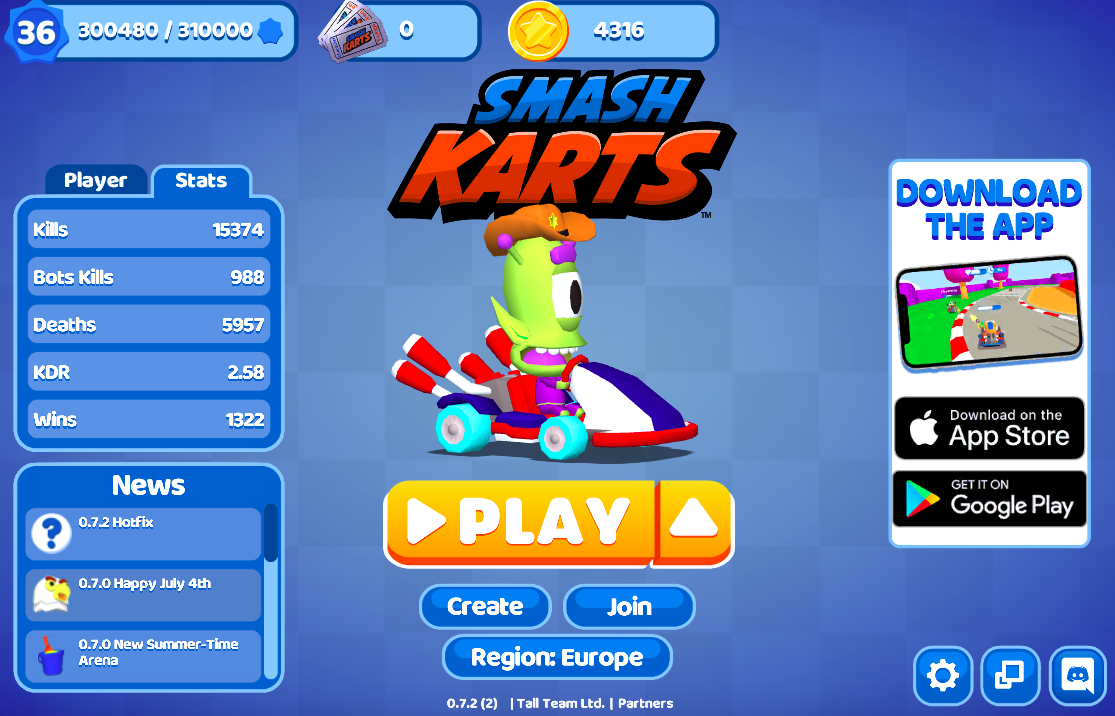 36
300480 / 310000
0
4316
SMASH
KARTS
TM
Player
Stats
Kills 15374
Bots Kills 988
Deaths 5957
KDR 2.58
Wins 1322
News
0.7.2 Hotfix
0.7.0 Happy July 4th
0.7.0 New Summer-Time
Arena
PLAY
Create
Join
Region: Europe
0.7.2 (2) | Tall Team Ltd. | Partners
DOWNLOAD
THE APP
Download on the
App Store
GET IT ON
Google Play